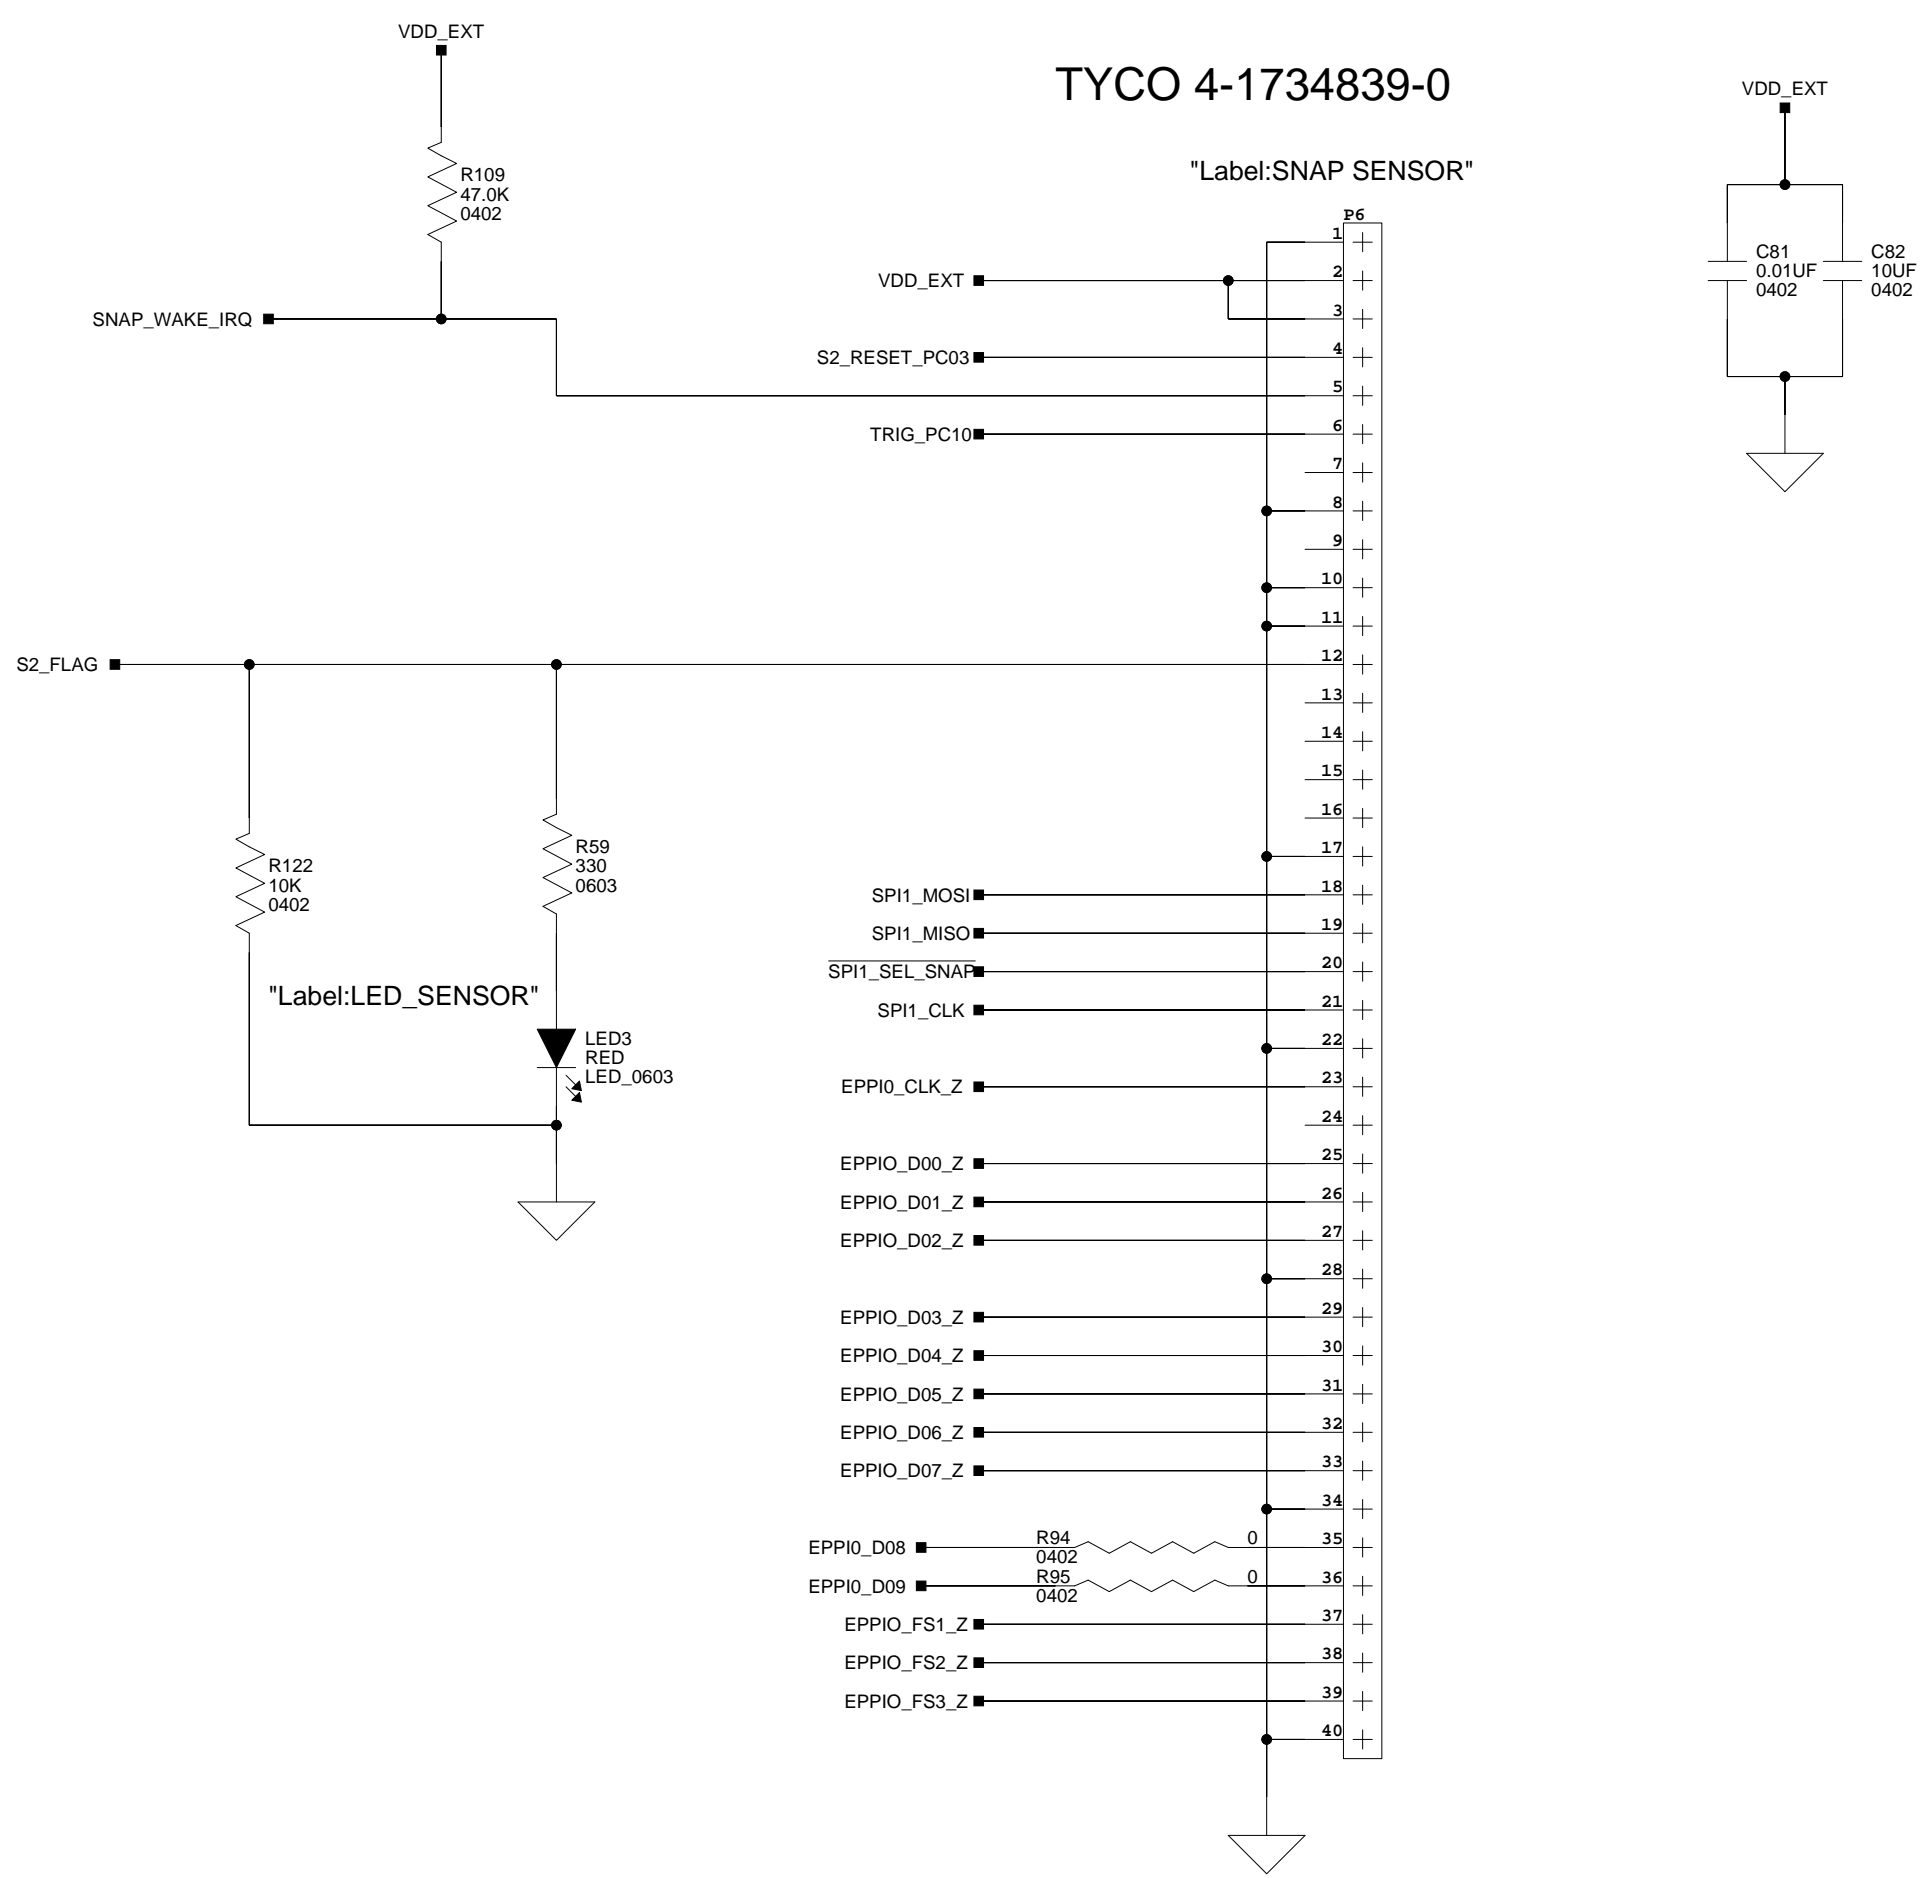 VDD_EXT
TYCO 4-1734839-0
VDD_EXT
"Label:SNAP SENSOR"
R109
47.0K
0402
P6
1
C81
0.01UF
0402
C82
10UF
0402
VDD_EXT 2
3
SNAP_WAKE_IRQ
S2_RESET_PC03 4
5
TRIG_PC10 6
7
8
9
10
11
S2_FLAG 12
13
14
15
16
17
R122
10K
0402
R59
330
0603
SPI1_MOSI 18
SPI1_MISO 19
SPI1_SEL_SNAP 20
"Label:LED_SENSOR"
SPI1_CLK 21
LED3
RED
LED_0603
22
EPPI0_CLK_Z 23
24
EPPIO_D00_Z 25
EPPIO_D01_Z 26
EPPIO_D02_Z 27
28
EPPIO_D03_Z 29
EPPIO_D04_Z 30
EPPIO_D05_Z 31
EPPIO_D06_Z 32
EPPIO_D07_Z 33
34
EPPI0_D08 R94 0 35
0402
EPPI0_D09 R95 0 36
0402
EPPIO_FS1_Z 37
EPPIO_FS2_Z 38
EPPIO_FS3_Z 39
40